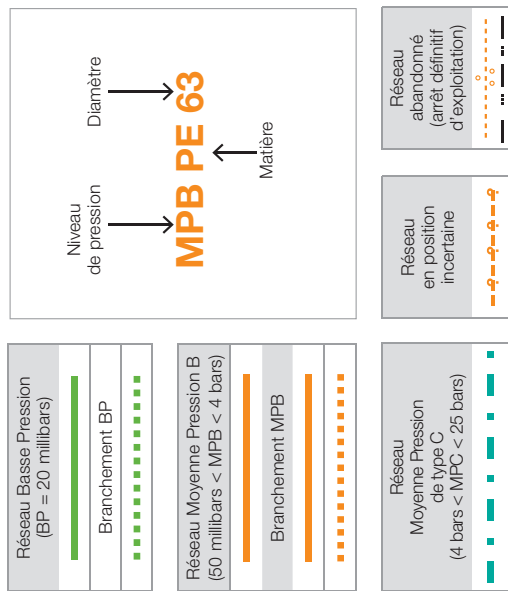 Réseau Basse Pression
(BP = 20 millibars)
Branchement BP
Réseau Moyenne Pression B
(50 millibars < MPB < 4 bars)
Branchement MPB
Réseau
Moyenne Pression
de type C
(4 bars < MPC < 25 bars)
Niveau
de pression
Diamètre
MPB PE 63
Matière
Réseau
en position
incertaine
Réseau
abandonné
(arrêt définitif
d'exploitation)